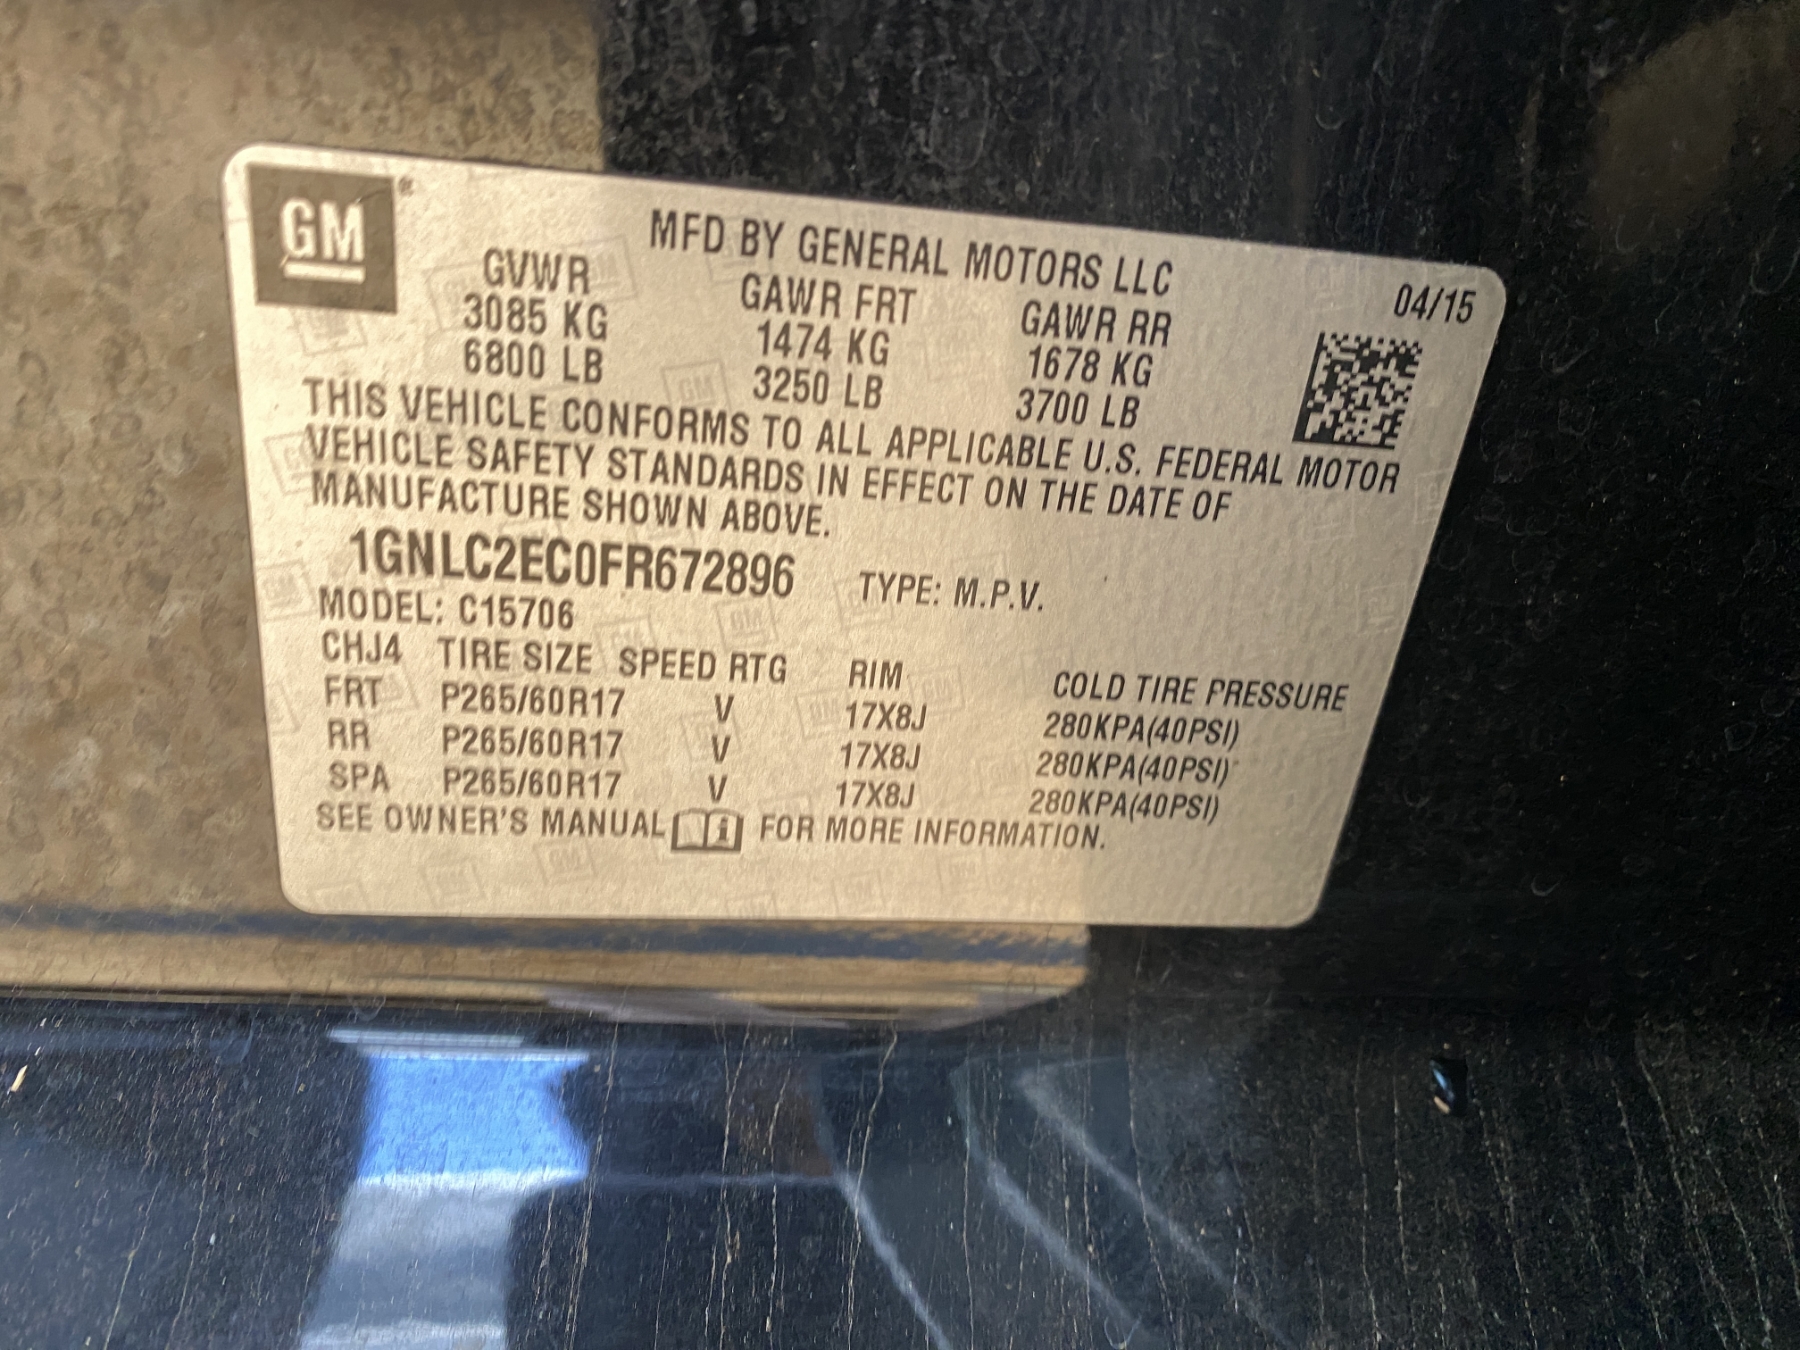 GM
MFD BY GENERAL MOTORS LLC
04/15
GVWR GAWR FRT GAWR RR
3085 KG 1474 KG 1678 KG
6800 LB 3250 LB 3700 LB
THIS VEHICLE CONFORMS TO ALL APPLICABLE U.S. FEDERAL MOTOR
VEHICLE SAFETY STANDARDS IN EFFECT ON THE DATE OF
MANUFACTURE SHOWN ABOVE.
1GNLC2EC0FR672896 TYPE: M.P.V.
MODEL: C15706
CHJ4 TIRE SIZE SPEED RTG RIM COLD TIRE PRESSURE
FRT P265/60R17 V 17X8J 280KPA(40PSI)
RR P265/60R17 V 17X8J 280KPA(40PSI)
SPA P265/60R17 V 17X8J 280KPA(40PSI)
SEE OWNER'S MANUAL FOR MORE INFORMATION.